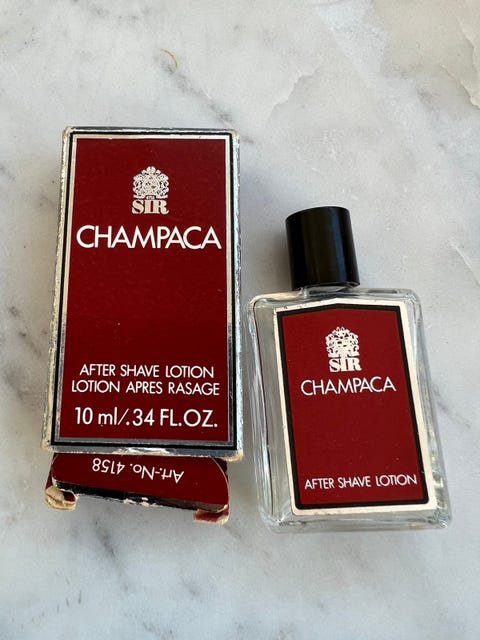 SIR
CHAMPACA
AFTER SHAVE LOTION
LOTION APRES RASAGE
10 ml/.34 FL.OZ.
Art.-No. 4158
SIR
CHAMPACA
AFTER SHAVE LOTION